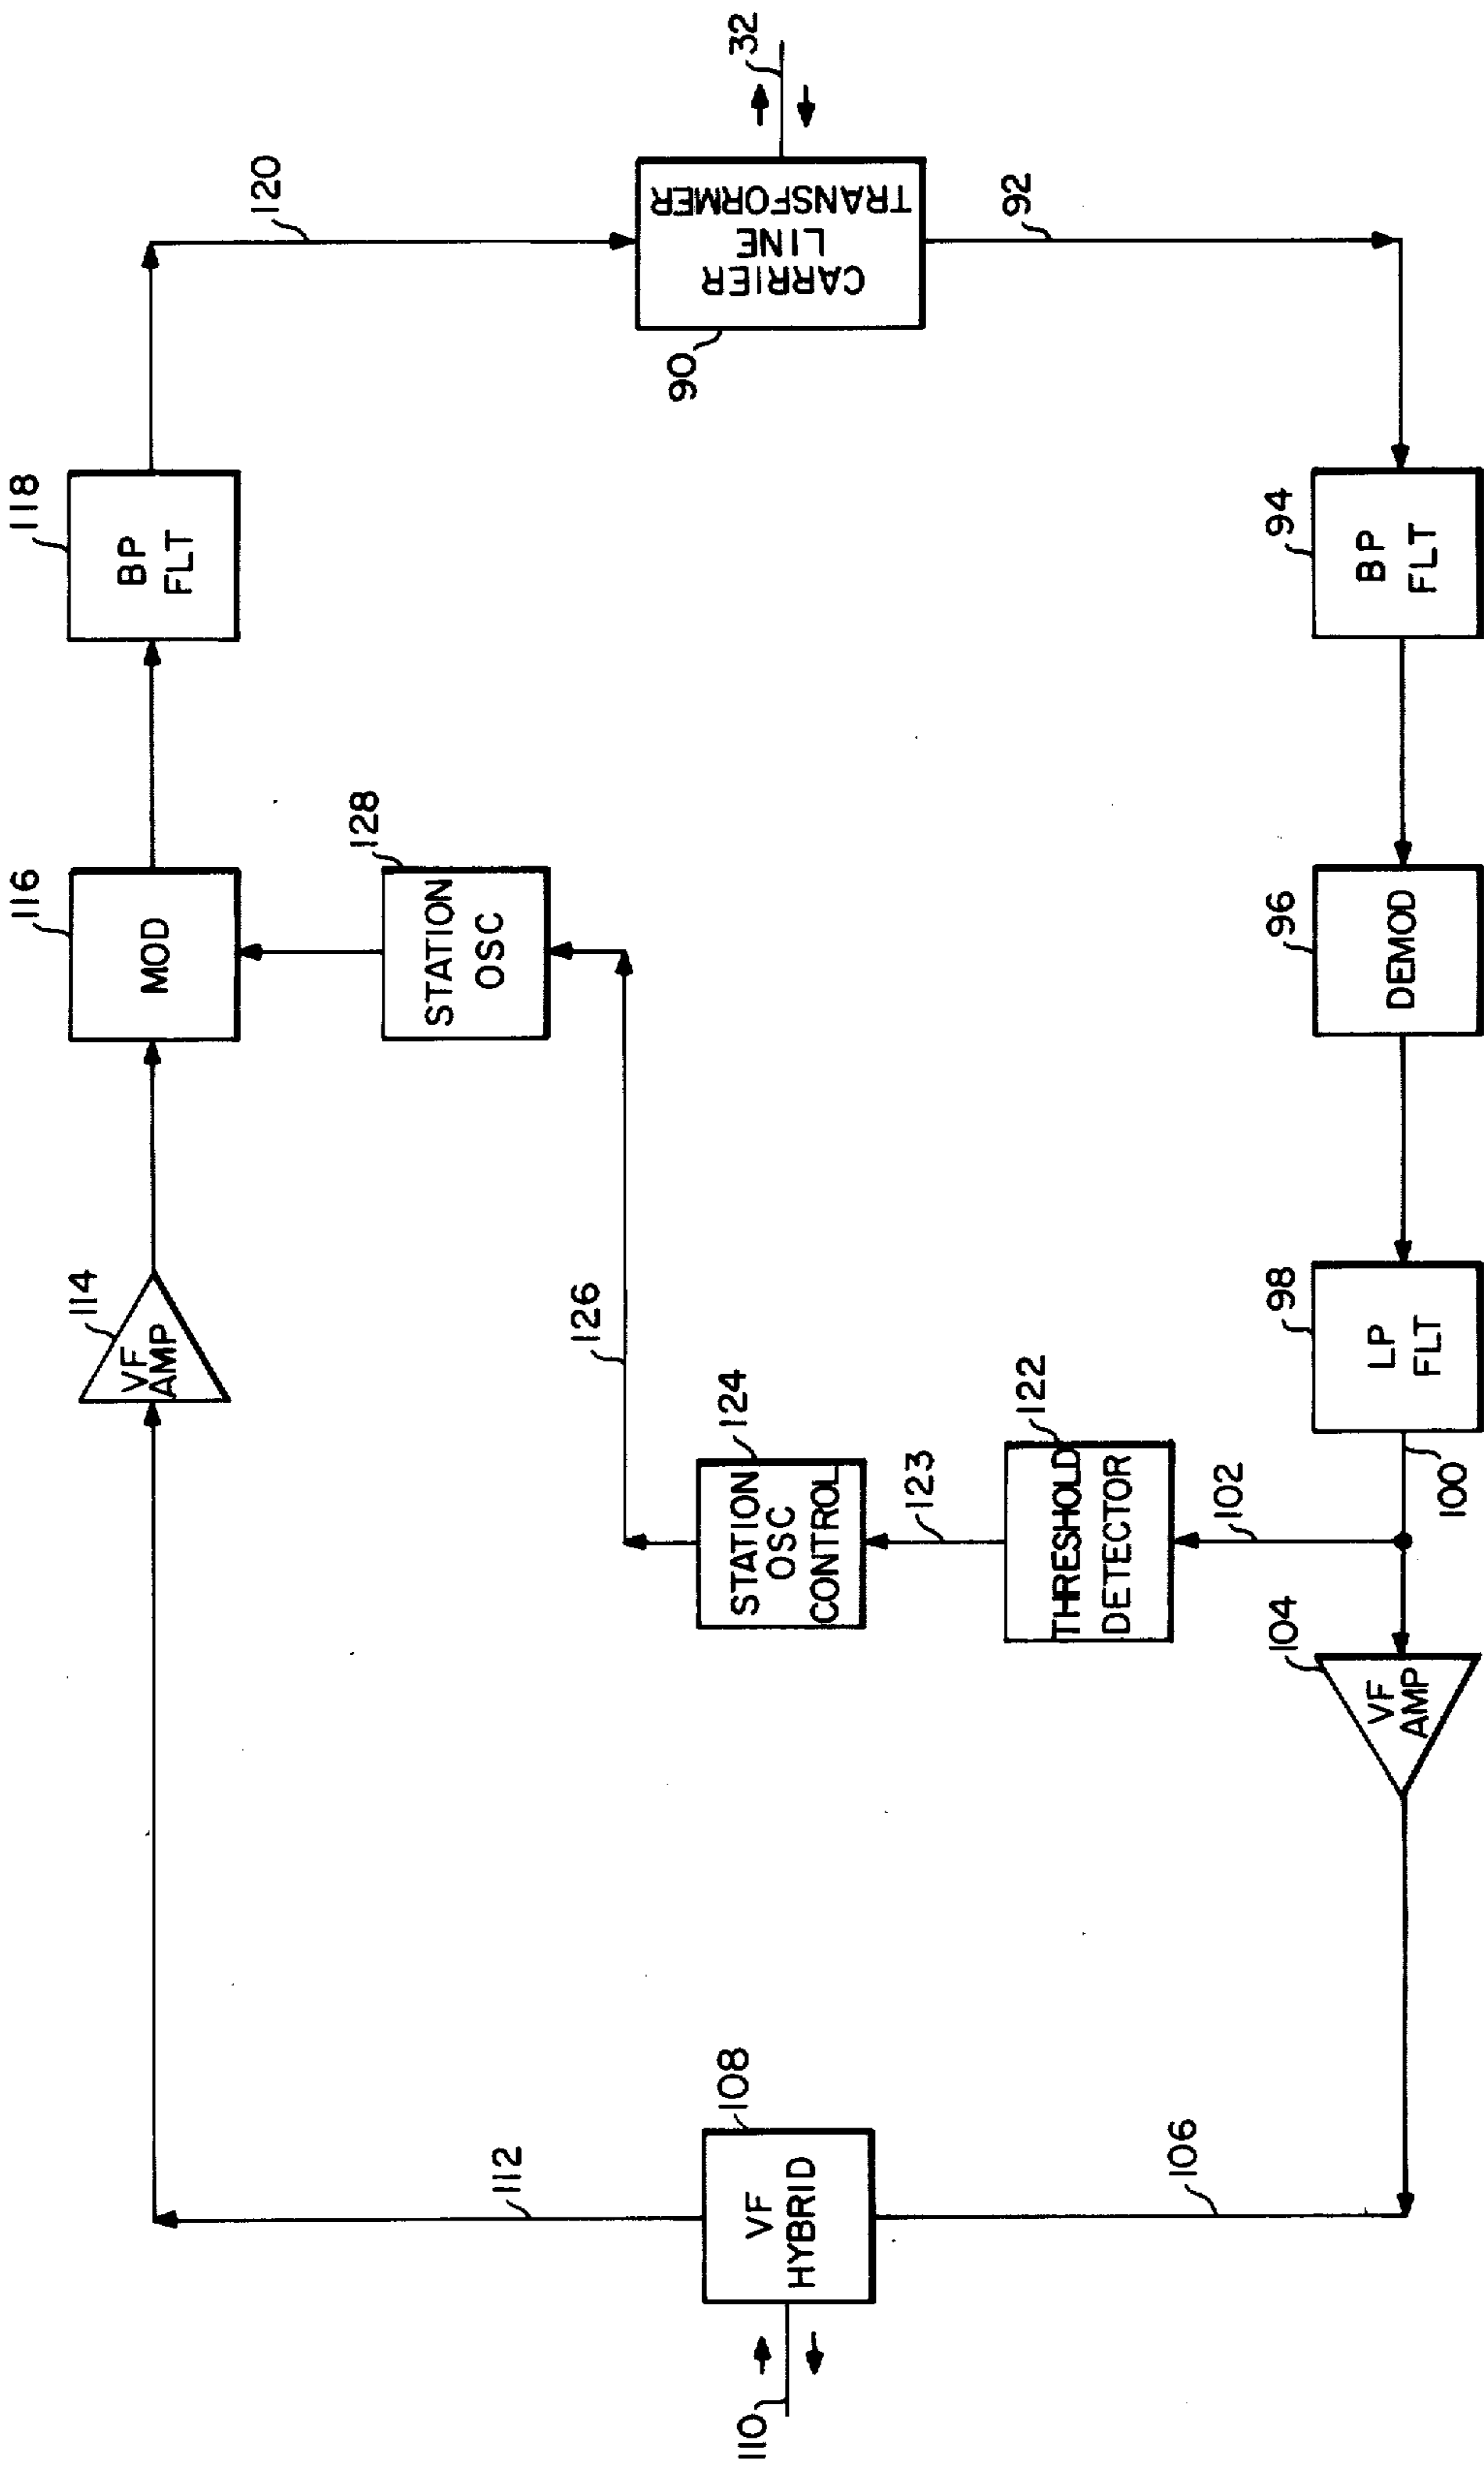 118
BP
FLT
120
116
MOD
114
VF
AMP
128
STATION
OSC
32
CARRIER
LINE
TRANSFORMER
90
92
126
124
STATION
OSC
CONTROL
123
122
THRESHOLD
DETECTOR
102
112
108
VF
HYBRID
110
106
104
VF
AMP
100
98
LP
FLT
96
DEMOD
94
BP
FLT